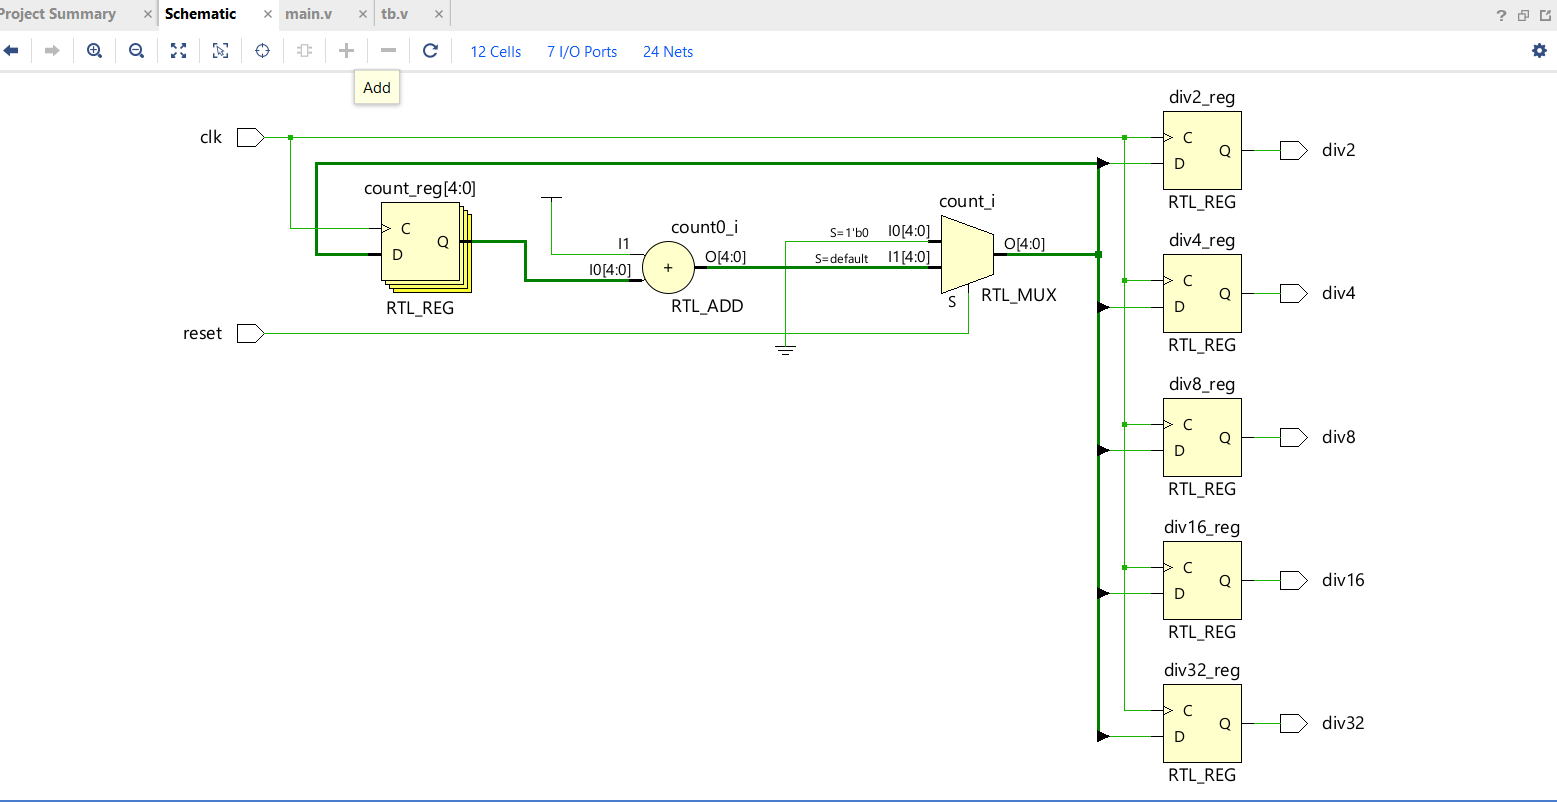 Project Summary × Schematic × main.v × tb.v ×
?
12 Cells 7 I/O Ports 24 Nets
Add
clk
reset
count_reg[4:0]
C
D
Q
RTL_REG
count0_i
I1
I0[4:0]
+
O[4:0]
RTL_ADD
count_i
S=1'b0
I0[4:0]
S=default
I1[4:0]
O[4:0]
S
RTL_MUX
div2_reg
C
D
Q
RTL_REG
div2
div4_reg
C
D
Q
RTL_REG
div4
div8_reg
C
D
Q
RTL_REG
div8
div16_reg
C
D
Q
RTL_REG
div16
div32_reg
C
D
Q
RTL_REG
div32